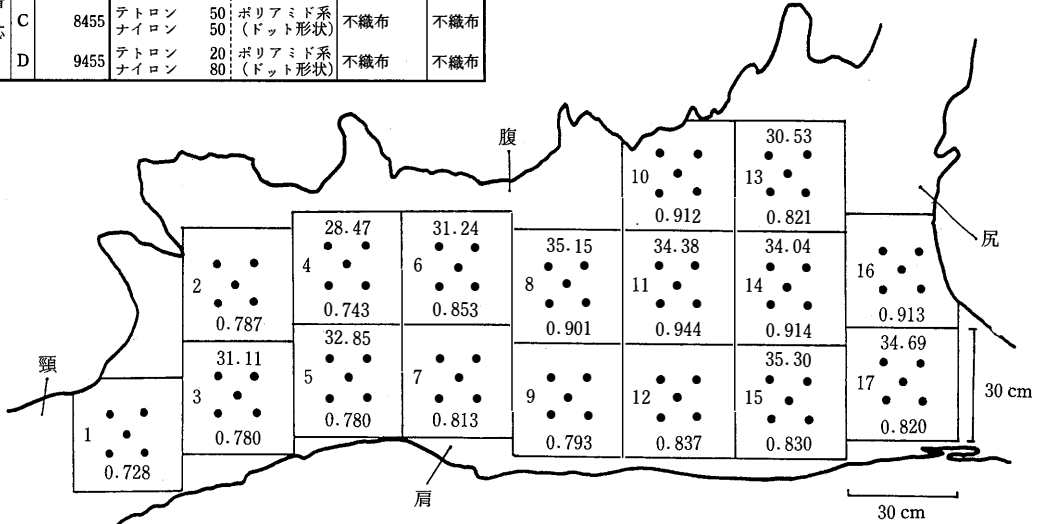 C 8455 テトロン 50 ポリアミド系 不織布 不織布
ナイロン 50 (ドット形状)
D 9455 テトロン 20 ポリアミド系 不織布 不織布
ナイロン 80 (ドット形状)
腹
30.53
10 13
0.912 0.821
28.47 31.24
35.15 34.38 34.04
尻
2 4 6 8 11 14 16
0.787 0.743 0.853 0.901 0.944 0.914 0.913
31.11 32.85 35.30 34.69
頸
3 5 7 9 12 15 17
30 cm
0.780 0.780 0.813 0.793 0.837 0.830 0.820
1
0.728
肩
30 cm